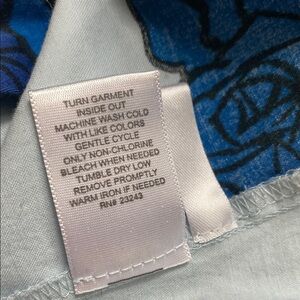 TURN GARMENT
INSIDE OUT
MACHINE WASH COLD
WITH LIKE COLORS
GENTLE CYCLE
ONLY NON-CHLORINE
BLEACH WHEN NEEDED
TUMBLE DRY LOW
REMOVE PROMPTLY
WARM IRON IF NEEDED
RN# 23243